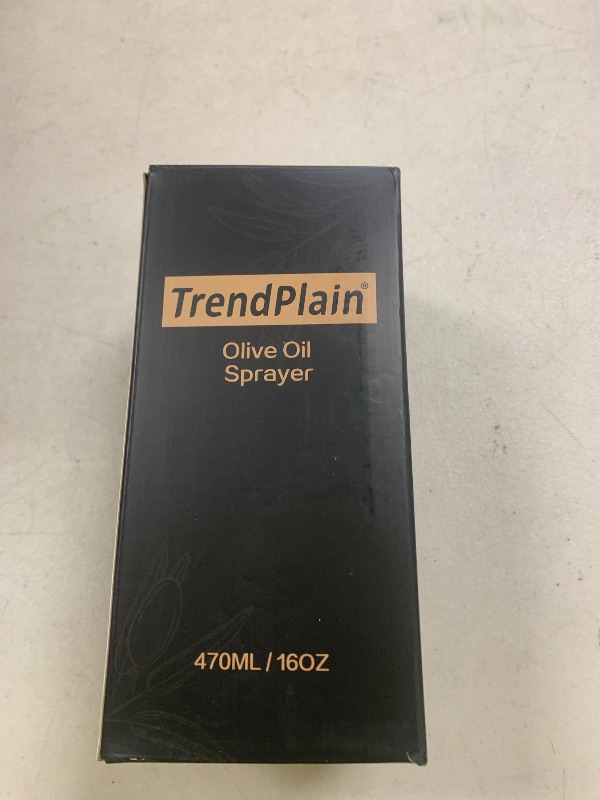 TrendPlain®
Olive Oil
Sprayer
470ML / 16OZ